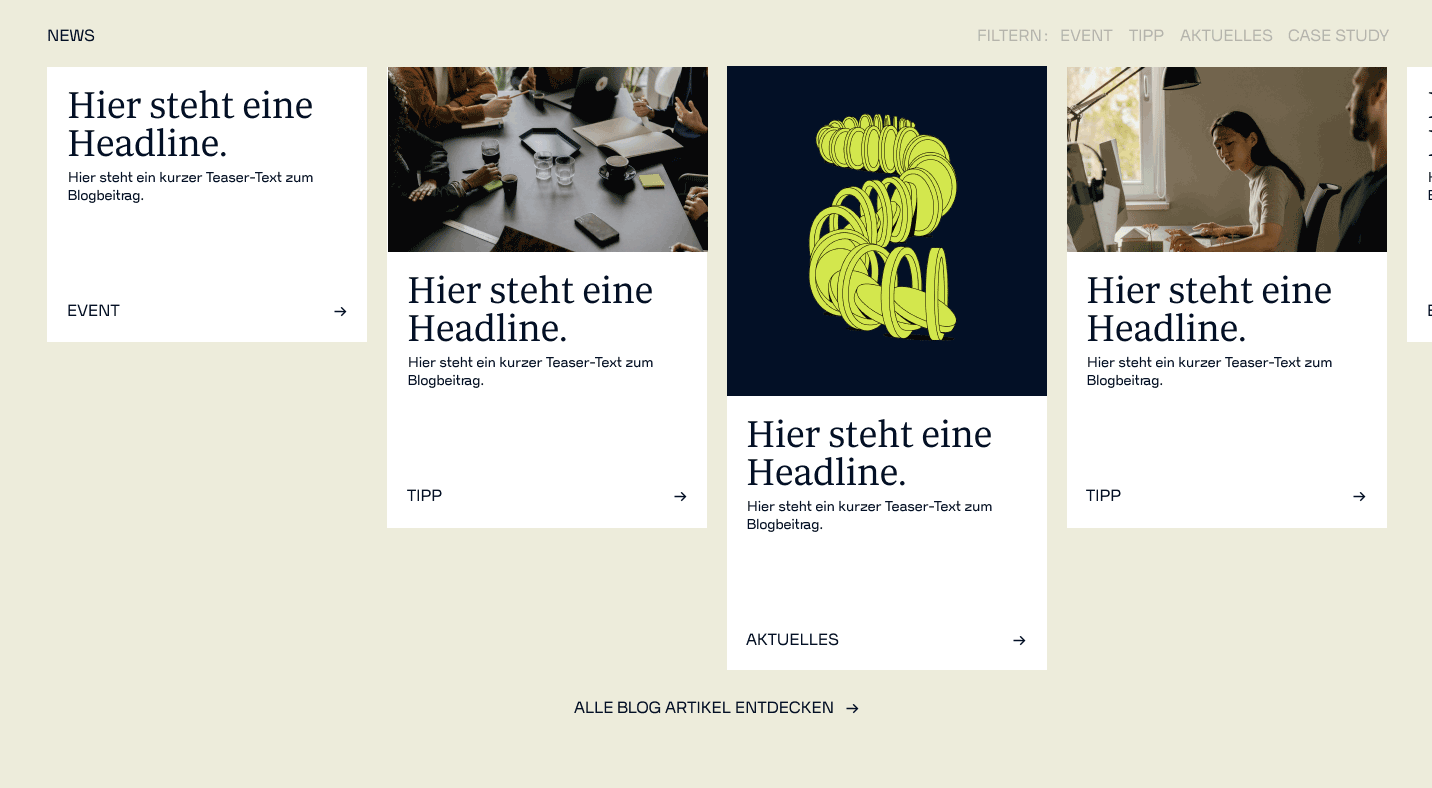 NEWS
FILTERN: EVENT TIPP AKTUELLES CASE STUDY
Hier steht eine
Headline.
Hier steht ein kurzer Teaser-Text zum
Blogbeitrag.
EVENT →
Hier steht eine
Headline.
Hier steht ein kurzer Teaser-Text zum
Blogbeitrag.
TIPP →
Hier steht eine
Headline.
Hier steht ein kurzer Teaser-Text zum
Blogbeitrag.
AKTUELLES →
Hier steht eine
Headline.
Hier steht ein kurzer Teaser-Text zum
Blogbeitrag.
TIPP →
ALLE BLOG ARTIKEL ENTDECKEN →